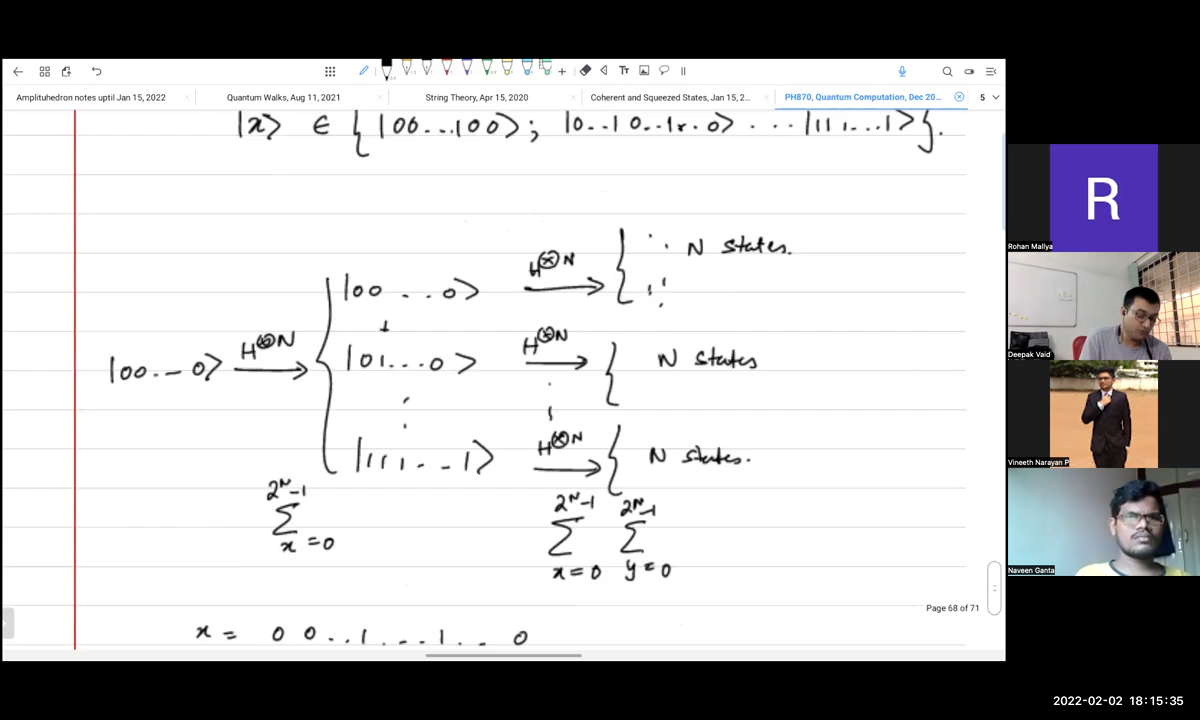 Amplituhedron notes uptil Jan 15, 2022
Quantum Walks, Aug 11, 2021
String Theory, Apr 15, 2020
Coherent and Squeezed States, Jan 15, 2...
PH870, Quantum Computation, Dec 20...
5
|x> ∈ { |00...100>; |0..10..1r.0> ... |111...1> }.
H⊗N { N states.
|00...0> →
|00...0> H⊗N → { +
|01...0> H⊗N → { N states
|111...1> H⊗N → { N states.
2^N-1 2^N-1 2^N-1
Σ Σ Σ
x=0 x=0 y=0
Page 68 of 71
x = 0 0..1...1... 0
R
Rohan Mallya
Deepak Vaid
Vineeth Narayan P
Naveen Ganta
2022-02-02 18:15:35